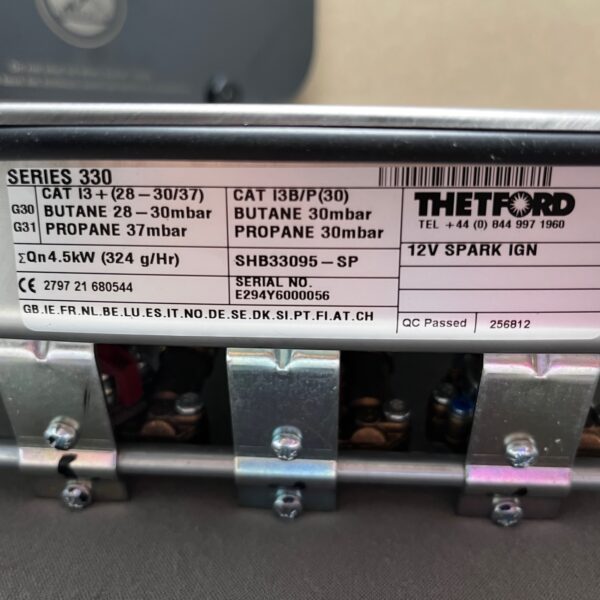 SERIES 330
G30
G31
CAT I3+(28-30/37)
BUTANE 28-30mbar
PROPANE 37mbar
CAT I3B/P(30)
BUTANE 30mbar
PROPANE 30mbar
THETFORD
TEL +44 (0) 844 997 1960
12V SPARK IGN
ΣQn4.5kW (324 g/Hr)
SHB33095-SP
CE 2797 21 680544
SERIAL NO.
E294Y6000056
GB.IE.FR.NL.BE.LU.ES.IT.NO.DE.SE.DK.SI.PT.FI.AT.CH
QC Passed 256812